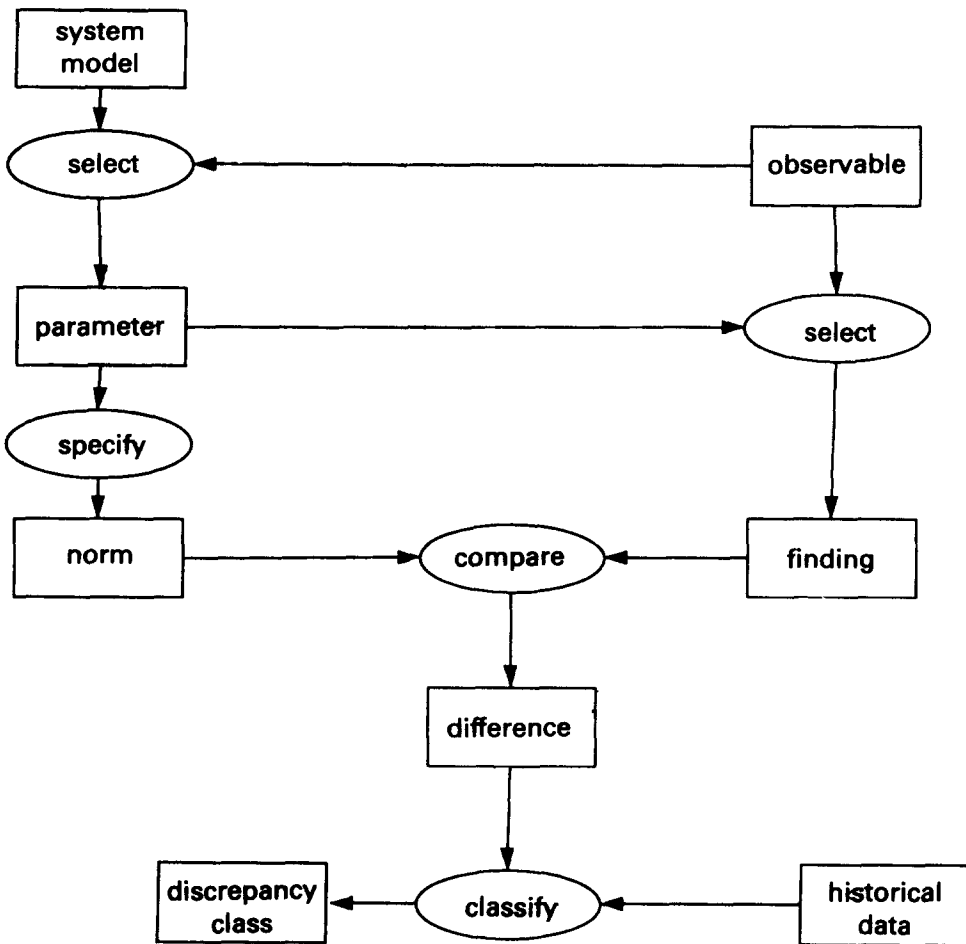 system
model
select
observable
parameter
select
specify
norm
compare
finding
difference
discrepancy
class
classify
historical
data